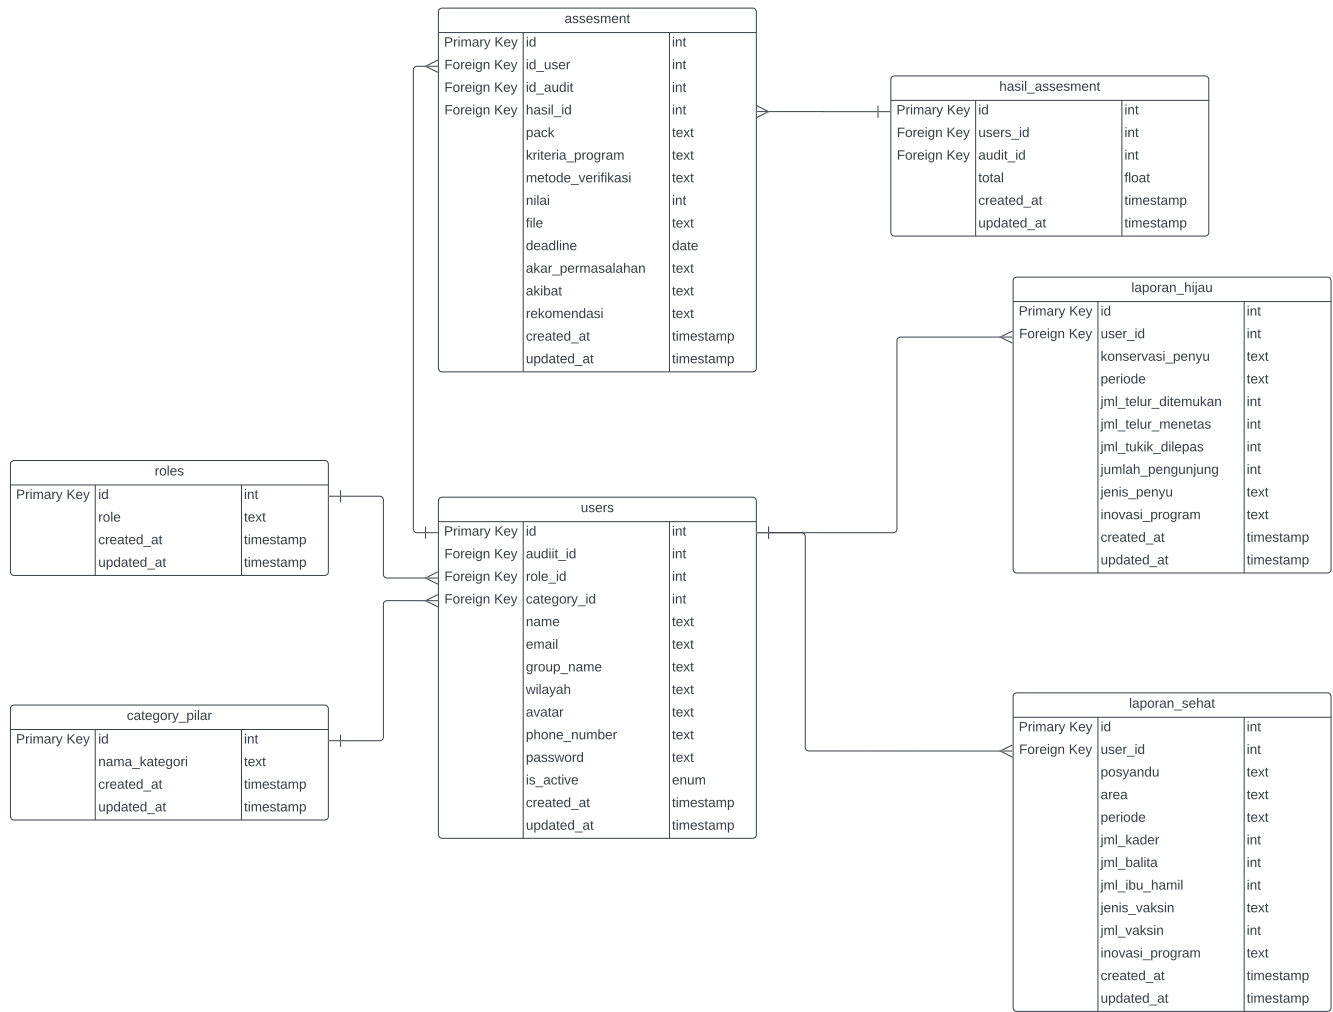 assesment
Primary Key id int
Foreign Key id_user int
Foreign Key id_audit int
Foreign Key hasil_id int
pack text
kriteria_program text
metode_verifikasi text
nilai int
file text
deadline date
akar_permasalahan text
akibat text
rekomendasi text
created_at timestamp
updated_at timestamp
hasil_assesment
Primary Key id int
Foreign Key users_id int
Foreign Key audit_id int
total float
created_at timestamp
updated_at timestamp
laporan_hijau
Primary Key id int
Foreign Key user_id int
konservasi_penyu text
periode text
jml_telur_ditemukan int
jml_telur_menetas int
jml_tukik_dilepas int
jumlah_pengunjung int
jenis_penyu text
inovasi_program text
created_at timestamp
updated_at timestamp
roles
Primary Key id int
role text
created_at timestamp
updated_at timestamp
users
Primary Key id int
Foreign Key audiit_id int
Foreign Key role_id int
Foreign Key category_id int
name text
email text
group_name text
wilayah text
avatar text
phone_number text
password text
is_active enum
created_at timestamp
updated_at timestamp
category_pilar
Primary Key id int
nama_kategori text
created_at timestamp
updated_at timestamp
laporan_sehat
Primary Key id int
Foreign Key user_id int
posyandu text
area text
periode text
jml_kader int
jml_balita int
jml_ibu_hamil int
jenis_vaksin text
jml_vaksin int
inovasi_program text
created_at timestamp
updated_at timestamp